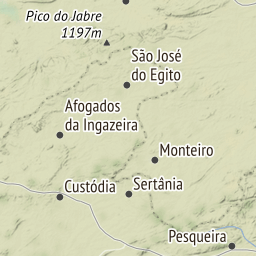 Pico do Jabre
1197m
São José
do Egito
Afogados
da Ingazeira
Monteiro
Custódia
Sertânia
Pesqueira